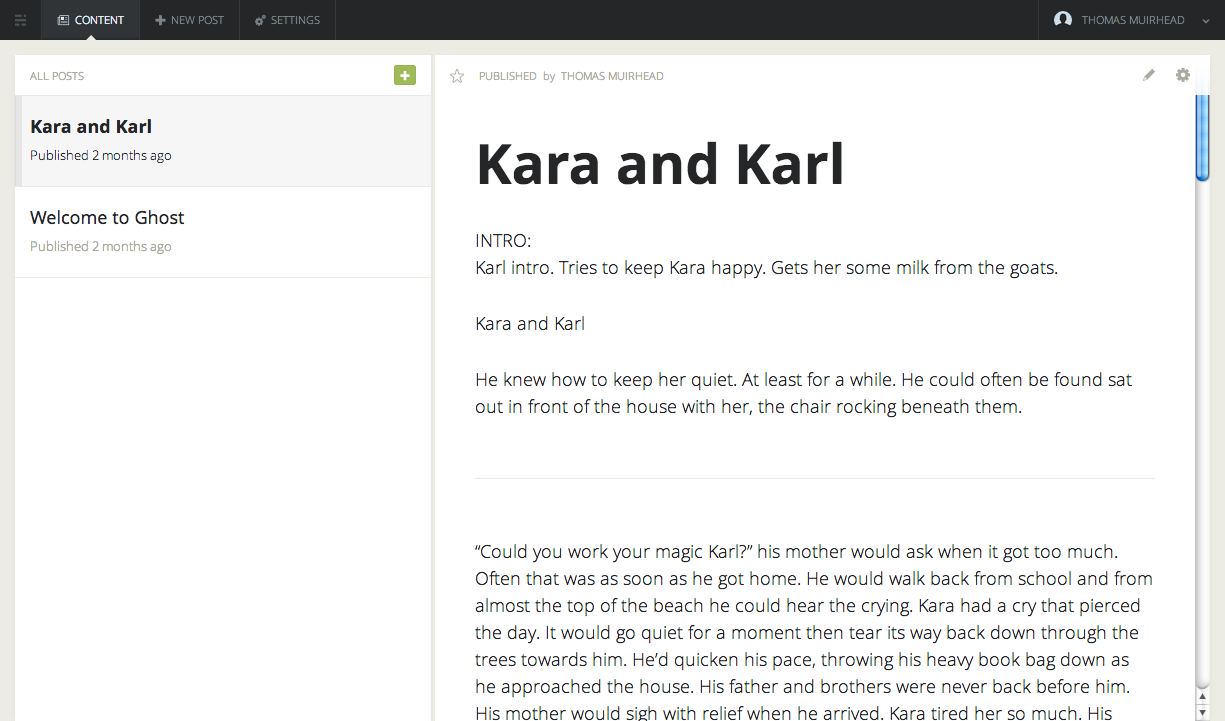 CONTENT
NEW POST
SETTINGS
THOMAS MUIRHEAD
ALL POSTS
Kara and Karl
Published 2 months ago
Welcome to Ghost
Published 2 months ago
PUBLISHED by THOMAS MUIRHEAD
Kara and Karl
INTRO:
Karl intro. Tries to keep Kara happy. Gets her some milk from the goats.
Kara and Karl
He knew how to keep her quiet. At least for a while. He could often be found sat
out in front of the house with her, the chair rocking beneath them.
“Could you work your magic Karl?” his mother would ask when it got too much.
Often that was as soon as he got home. He would walk back from school and from
almost the top of the beach he could hear the crying. Kara had a cry that pierced
the day. It would go quiet for a moment then tear its way back down through the
trees towards him. He’d quicken his pace, throwing his heavy book bag down as
he approached the house. His father and brothers were never back before him.
His mother would sigh with relief when he arrived. Kara tired her so much. His